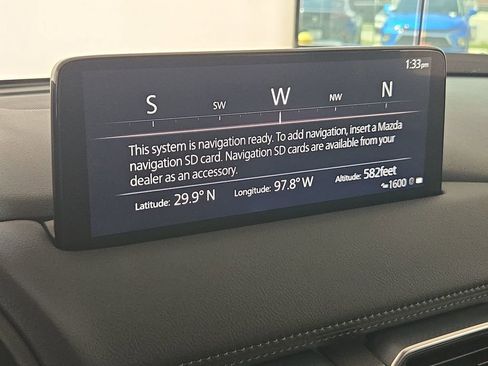 1:33pm
S SW W NW N
This system is navigation ready. To add navigation, insert a Mazda
navigation SD card. Navigation SD cards are available from your
dealer as an accessory.
Latitude: 29.9° N Longitude: 97.8° W Altitude: 582feet
1600